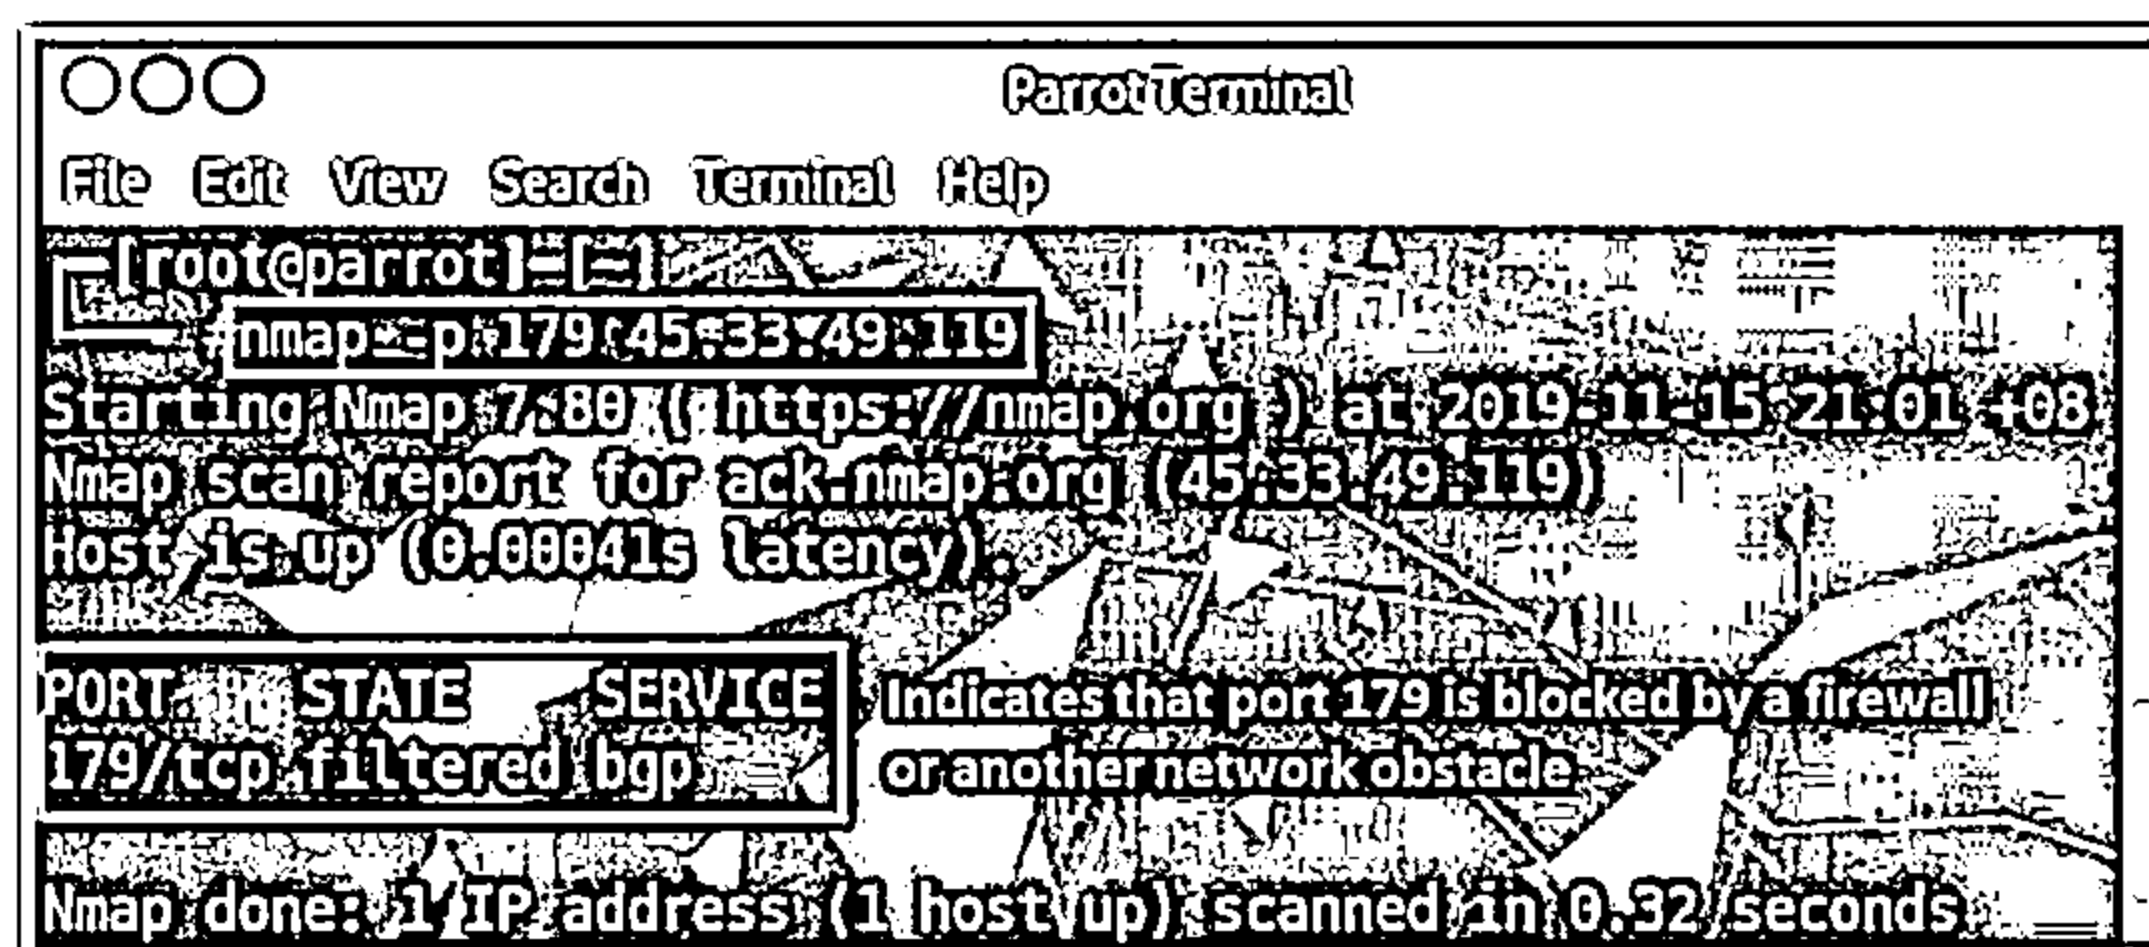 Parrot Terminal
File Edit View Search Terminal Help
[root@parrot]-[~]
#nmap -p 179 45.33.49.119
Starting Nmap 7.80 ( https://nmap.org ) at 2019-11-15 21:01 +08
Nmap scan report for ack.nmap.org (45.33.49.119)
Host is up (0.00041s latency).
PORT STATE SERVICE
179/tcp filtered bgp
Indicates that port 179 is blocked by a firewall
or another network obstacle
Nmap done: 1 IP address (1 host up) scanned in 0.32 seconds